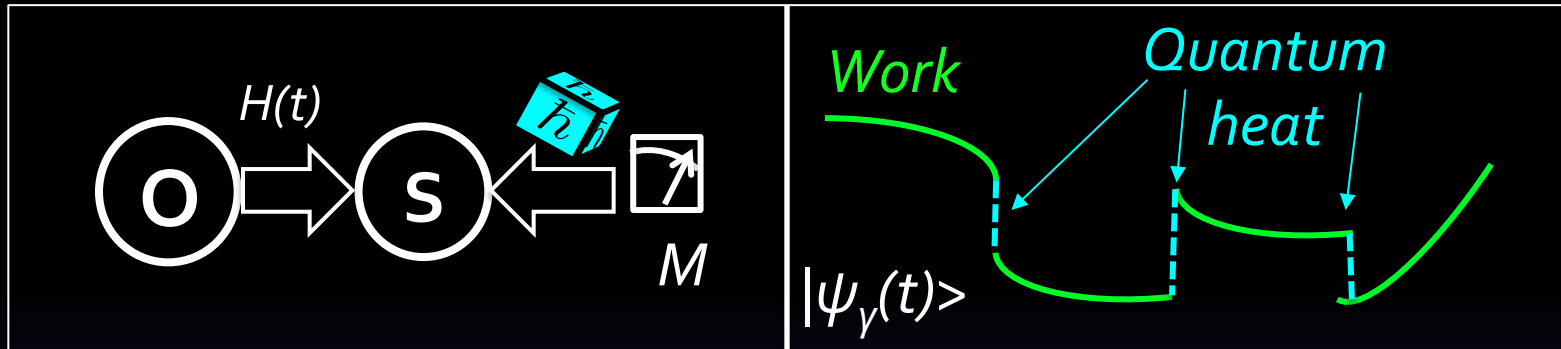 H(t)
ħ
ħ
ħ
O
S
M
Work
Quantum
heat
|ψγ(t)>